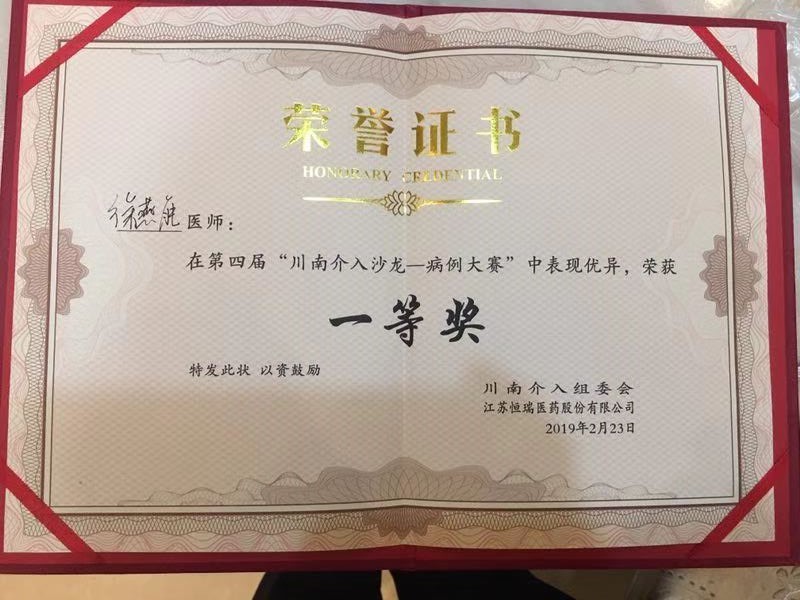 荣誉证书
HONORARY CREDENTIAL
徐燕 医师：
在第四届“川南介入沙龙—病例大赛”中表现优异，荣获
一等奖
特发此状 以资鼓励
川南介入组委会
江苏恒瑞医药股份有限公司
2019年2月23日